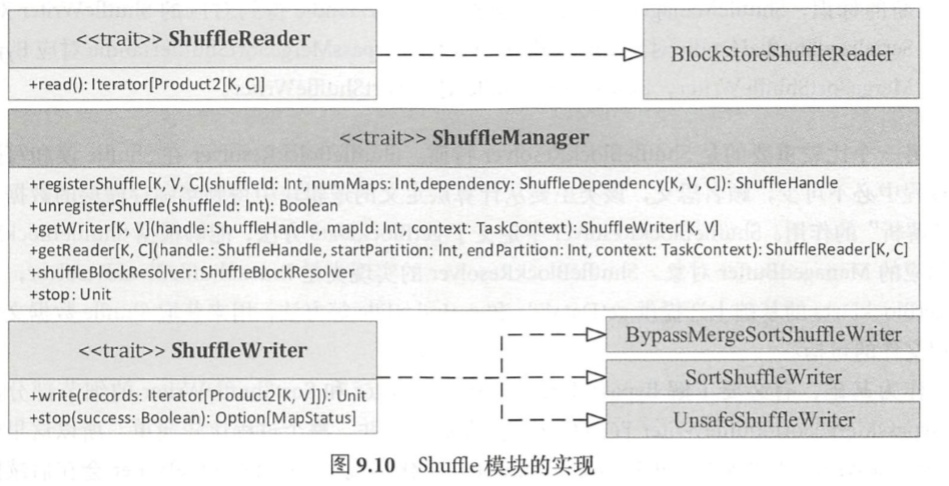 <<trait>> ShuffleReader
+read(): Iterator[Product2[K, C]]
BlockStoreShuffleReader
<<trait>> ShuffleManager
+registerShuffle[K, V, C](shuffleId: Int, numMaps: Int,dependency: ShuffleDependency[K, V, C]): ShuffleHandle
+unregisterShuffle(shuffleId: Int): Boolean
+getWriter[K, V](handle: ShuffleHandle, mapId: Int, context: TaskContext): ShuffleWriter[K, V]
+getReader[K, C](handle: ShuffleHandle, startPartition: Int, endPartition: Int, context: TaskContext): ShuffleReader[K, C]
+shuffleBlockResolver: ShuffleBlockResolver
+stop: Unit
<<trait>> ShuffleWriter
+write(records: Iterator[Product2[K, V]]): Unit
+stop(success: Boolean): Option[MapStatus]
BypassMergeSortShuffleWriter
SortShuffleWriter
UnsafeShuffleWriter
图 9.10 Shuffle 模块的实现